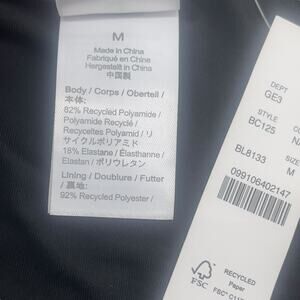 M
Made in China
Fabriqué en Chine
Hergestellt in China
中国製
Body / Corps / Oberteil /
本体:
82% Recycled Polyamide /
Polyamide Recyclé /
Recyceltes Polyamid / リ
サイクルポリアミド
18% Elastane / Élasthanne /
Elastan / ポリウレタン
Lining / Doublure / Futter
/ 裏地:
92% Recycled Polyester /
DEPT
GE3
STYLE
BC125
BL8133
SIZE
M
099106402147
FSC
RECYCLED
Paper